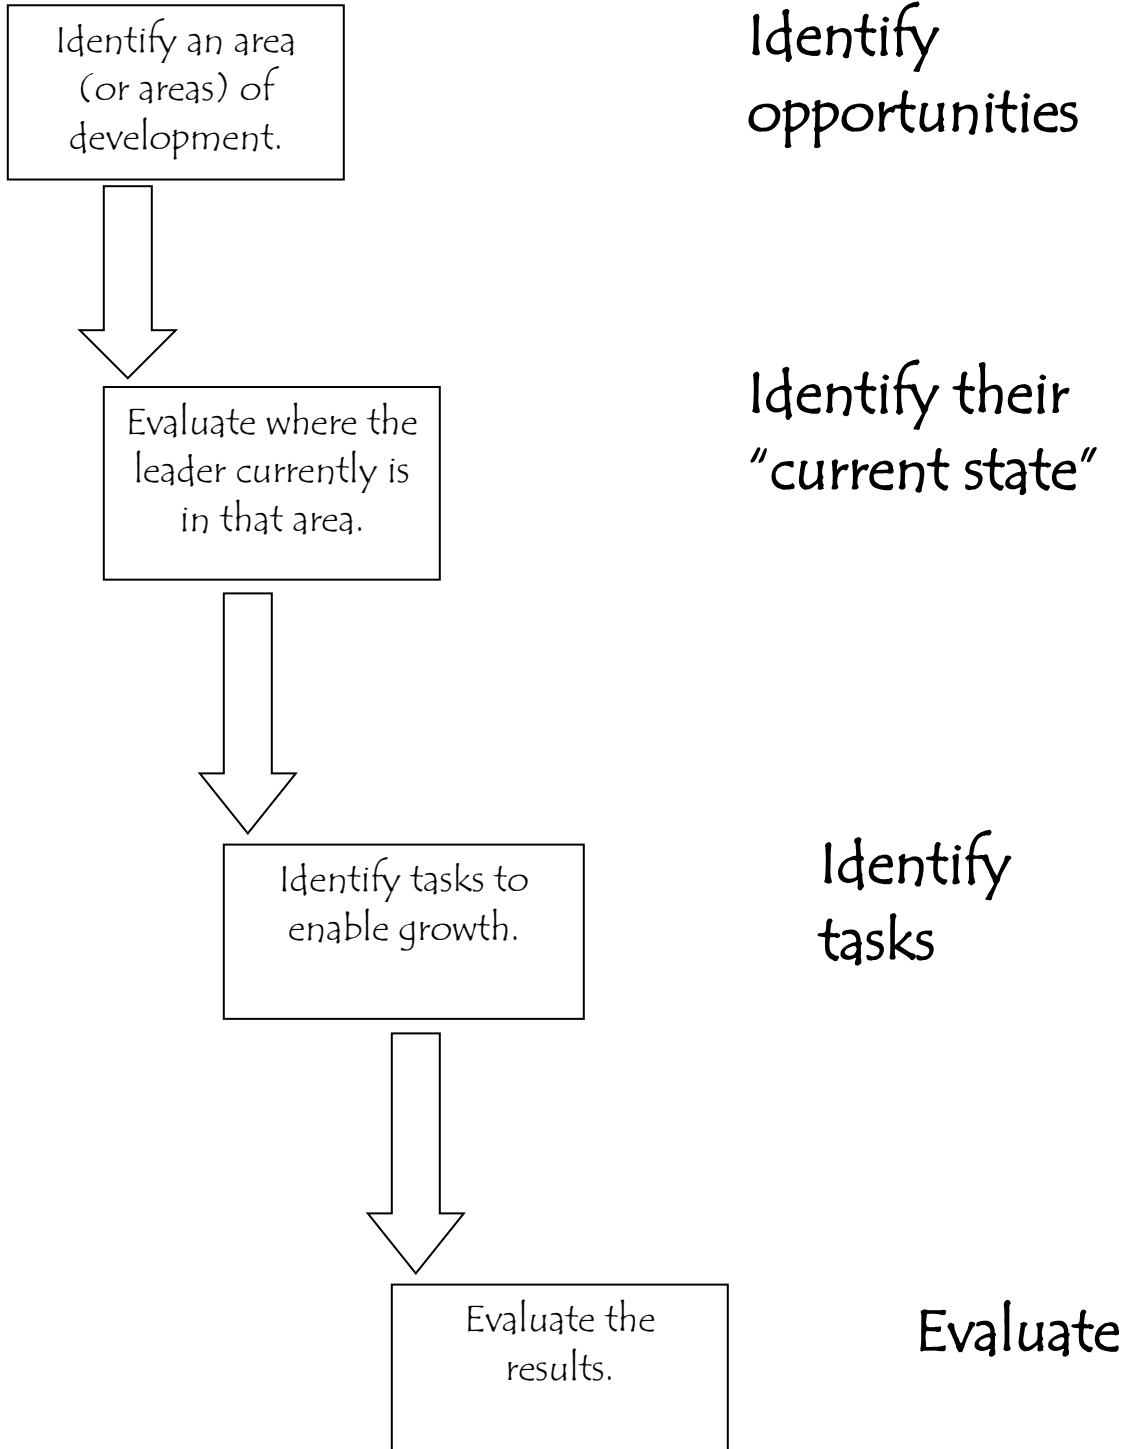 Identify an area
(or areas) of
development.
Identify
opportunities
Evaluate where the
leader currently is
in that area.
Identify their
“current state”
Identify tasks to
enable growth.
Identify
tasks
Evaluate the
results.
Evaluate